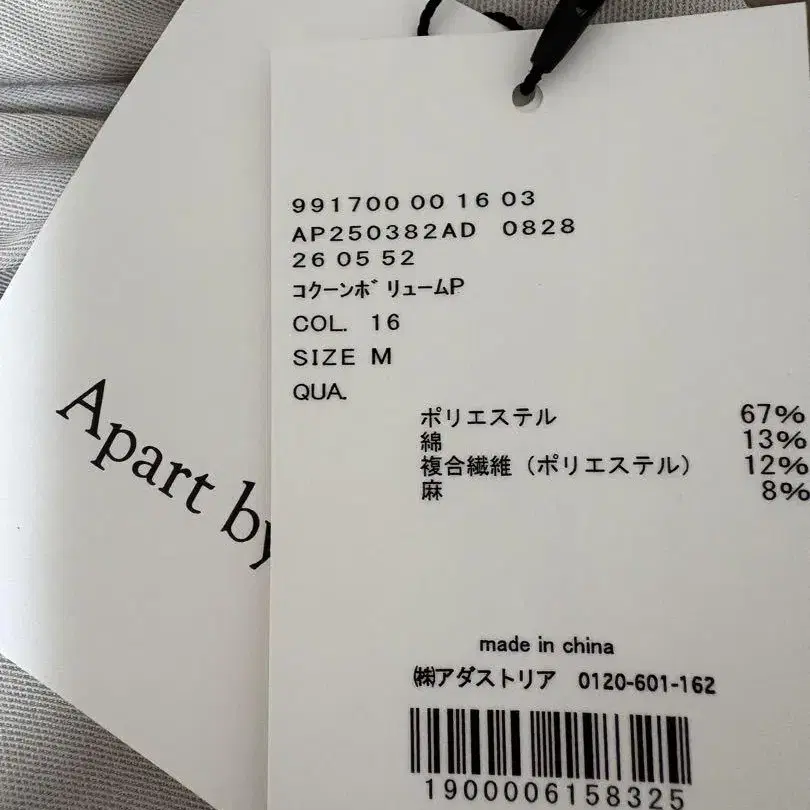 991700 00 16 03
AP250382AD 0828
26 05 52
コクーンボリュームP
COL. 16
SIZE M
QUA.
ポリエステル 67%
綿 13%
複合繊維（ポリエステル） 12%
麻 8%
made in china
㈱アダストリア 0120-601-162
1900006158325
Apart by